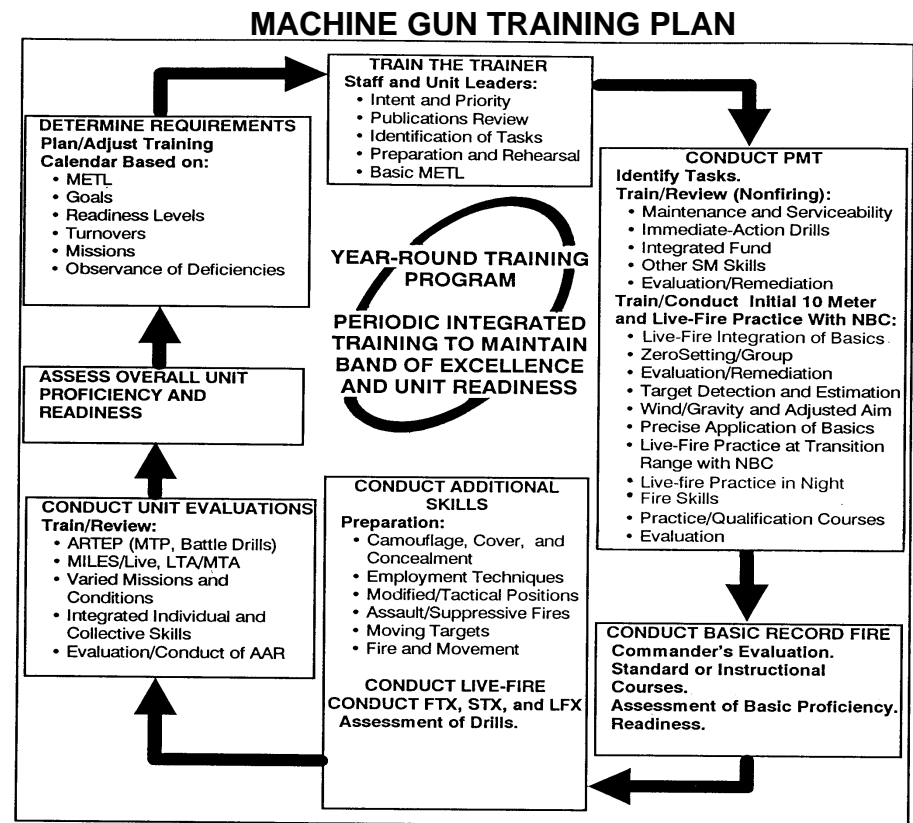 MACHINE GUN TRAINING PLAN
TRAIN THE TRAINER
Staff and Unit Leaders:
• Intent and Priority
• Publications Review
• Identification of Tasks
• Preparation and Rehearsal
• Basic METL
DETERMINE REQUIREMENTS
Plan/Adjust Training
Calendar Based on:
• METL
• Goals
• Readiness Levels
• Turnovers
• Missions
• Observance of Deficiencies
CONDUCT PMT
Identify Tasks.
Train/Review (Nonfiring):
• Maintenance and Serviceability
• Immediate-Action Drills
• Integrated Fund
• Other SM Skills
• Evaluation/Remediation
Train/Conduct Initial 10 Meter
and Live-Fire Practice With NBC:
• Live-Fire Integration of Basics
• ZeroSetting/Group
• Evaluation/Remediation
• Target Detection and Estimation
• Wind/Gravity and Adjusted Aim
• Precise Application of Basics
• Live-Fire Practice at Transition
Range with NBC
• Live-fire Practice in Night
• Fire Skills
• Practice/Qualification Courses
• Evaluation
YEAR-ROUND TRAINING
PROGRAM
PERIODIC INTEGRATED
TRAINING TO MAINTAIN
BAND OF EXCELLENCE
AND UNIT READINESS
ASSESS OVERALL UNIT
PROFICIENCY AND
READINESS
CONDUCT UNIT EVALUATIONS
Train/Review:
• ARTEP (MTP, Battle Drills)
• MILES/Live, LTA/MTA
• Varied Missions and
Conditions
• Integrated Individual and
Collective Skills
• Evaluation/Conduct of AAR
CONDUCT ADDITIONAL
SKILLS
Preparation:
• Camouflage, Cover, and
Concealment
• Employment Techniques
• Modified/Tactical Positions
• Assault/Suppressive Fires
• Moving Targets
• Fire and Movement
CONDUCT LIVE-FIRE
CONDUCT FTX, STX, and LFX
Assessment of Drills.
CONDUCT BASIC RECORD FIRE
Commander's Evaluation.
Standard or Instructional
Courses.
Assessment of Basic Proficiency.
Readiness.